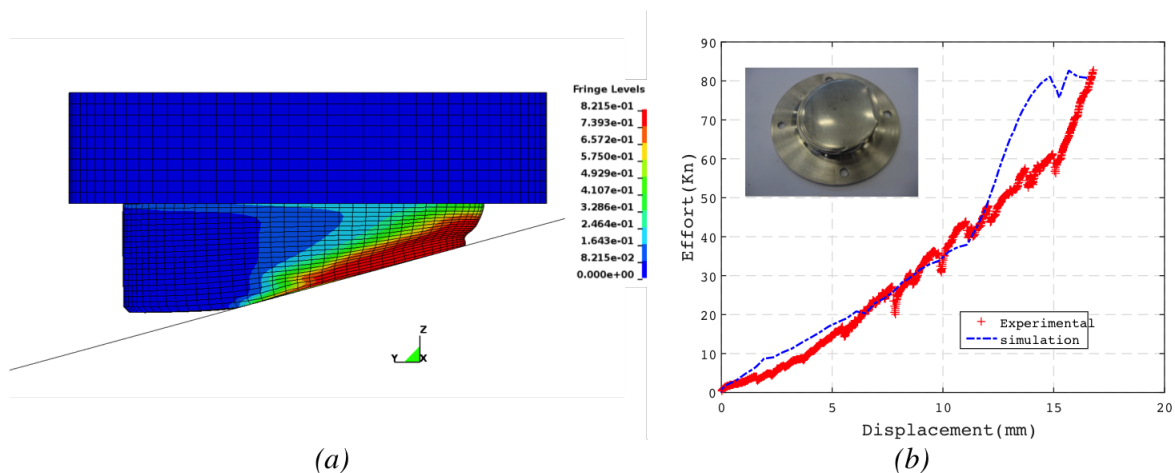 Fringe Levels
8.215e-01
7.393e-01
6.572e-01
5.750e-01
4.929e-01
4.107e-01
3.286e-01
2.464e-01
1.643e-01
8.215e-02
0.000e+00
Z
Y X
(a)
90
80
70
60
50
40
30
20
10
0
Effort(Kn)
Experimental
simulation
0 5 10 15 20
Displacement(mm)
(b)